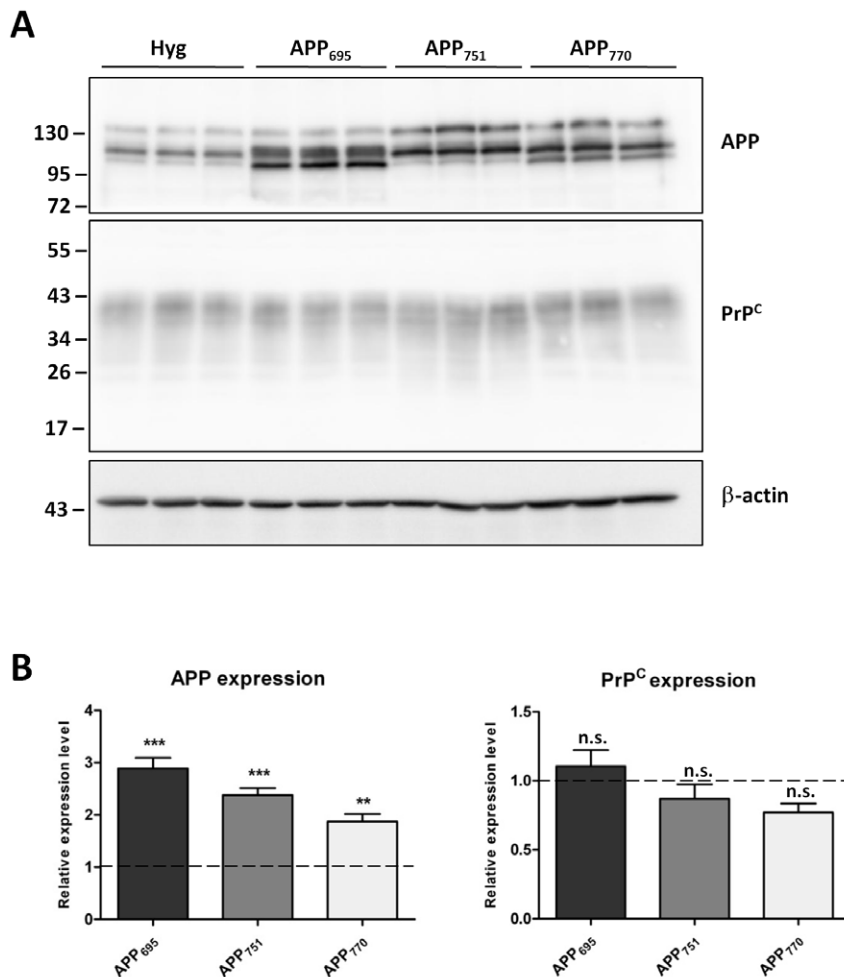 A
Hyg APP₆₉₅ APP₇₅₁ APP₇₇₀
130
95
72
APP
55
43
34
26
17
PrPᶜ
43
β-actin
B
APP expression
Relative expression level
4
3
2
1
0
***
***
**
APP₆₉₅
APP₇₅₁
APP₇₇₀
PrPᶜ expression
Relative expression level
1.5
1.0
0.5
0.0
n.s.
n.s.
n.s.
APP₆₉₅
APP₇₅₁
APP₇₇₀